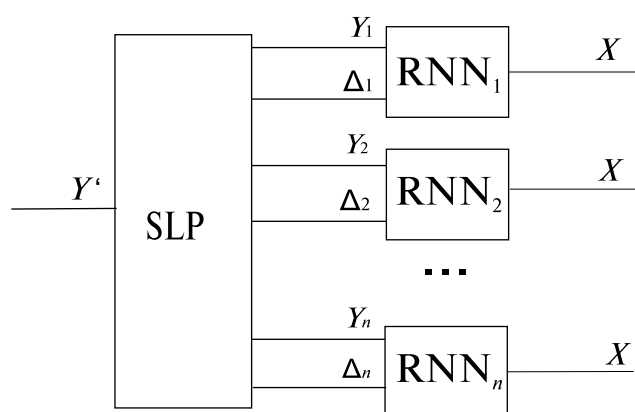 Y₁
RNN₁
X
Δ₁
Y₂
RNN₂
X
Y‘
SLP
Δ₂
...
Yₙ
RNNₙ
X
Δₙ